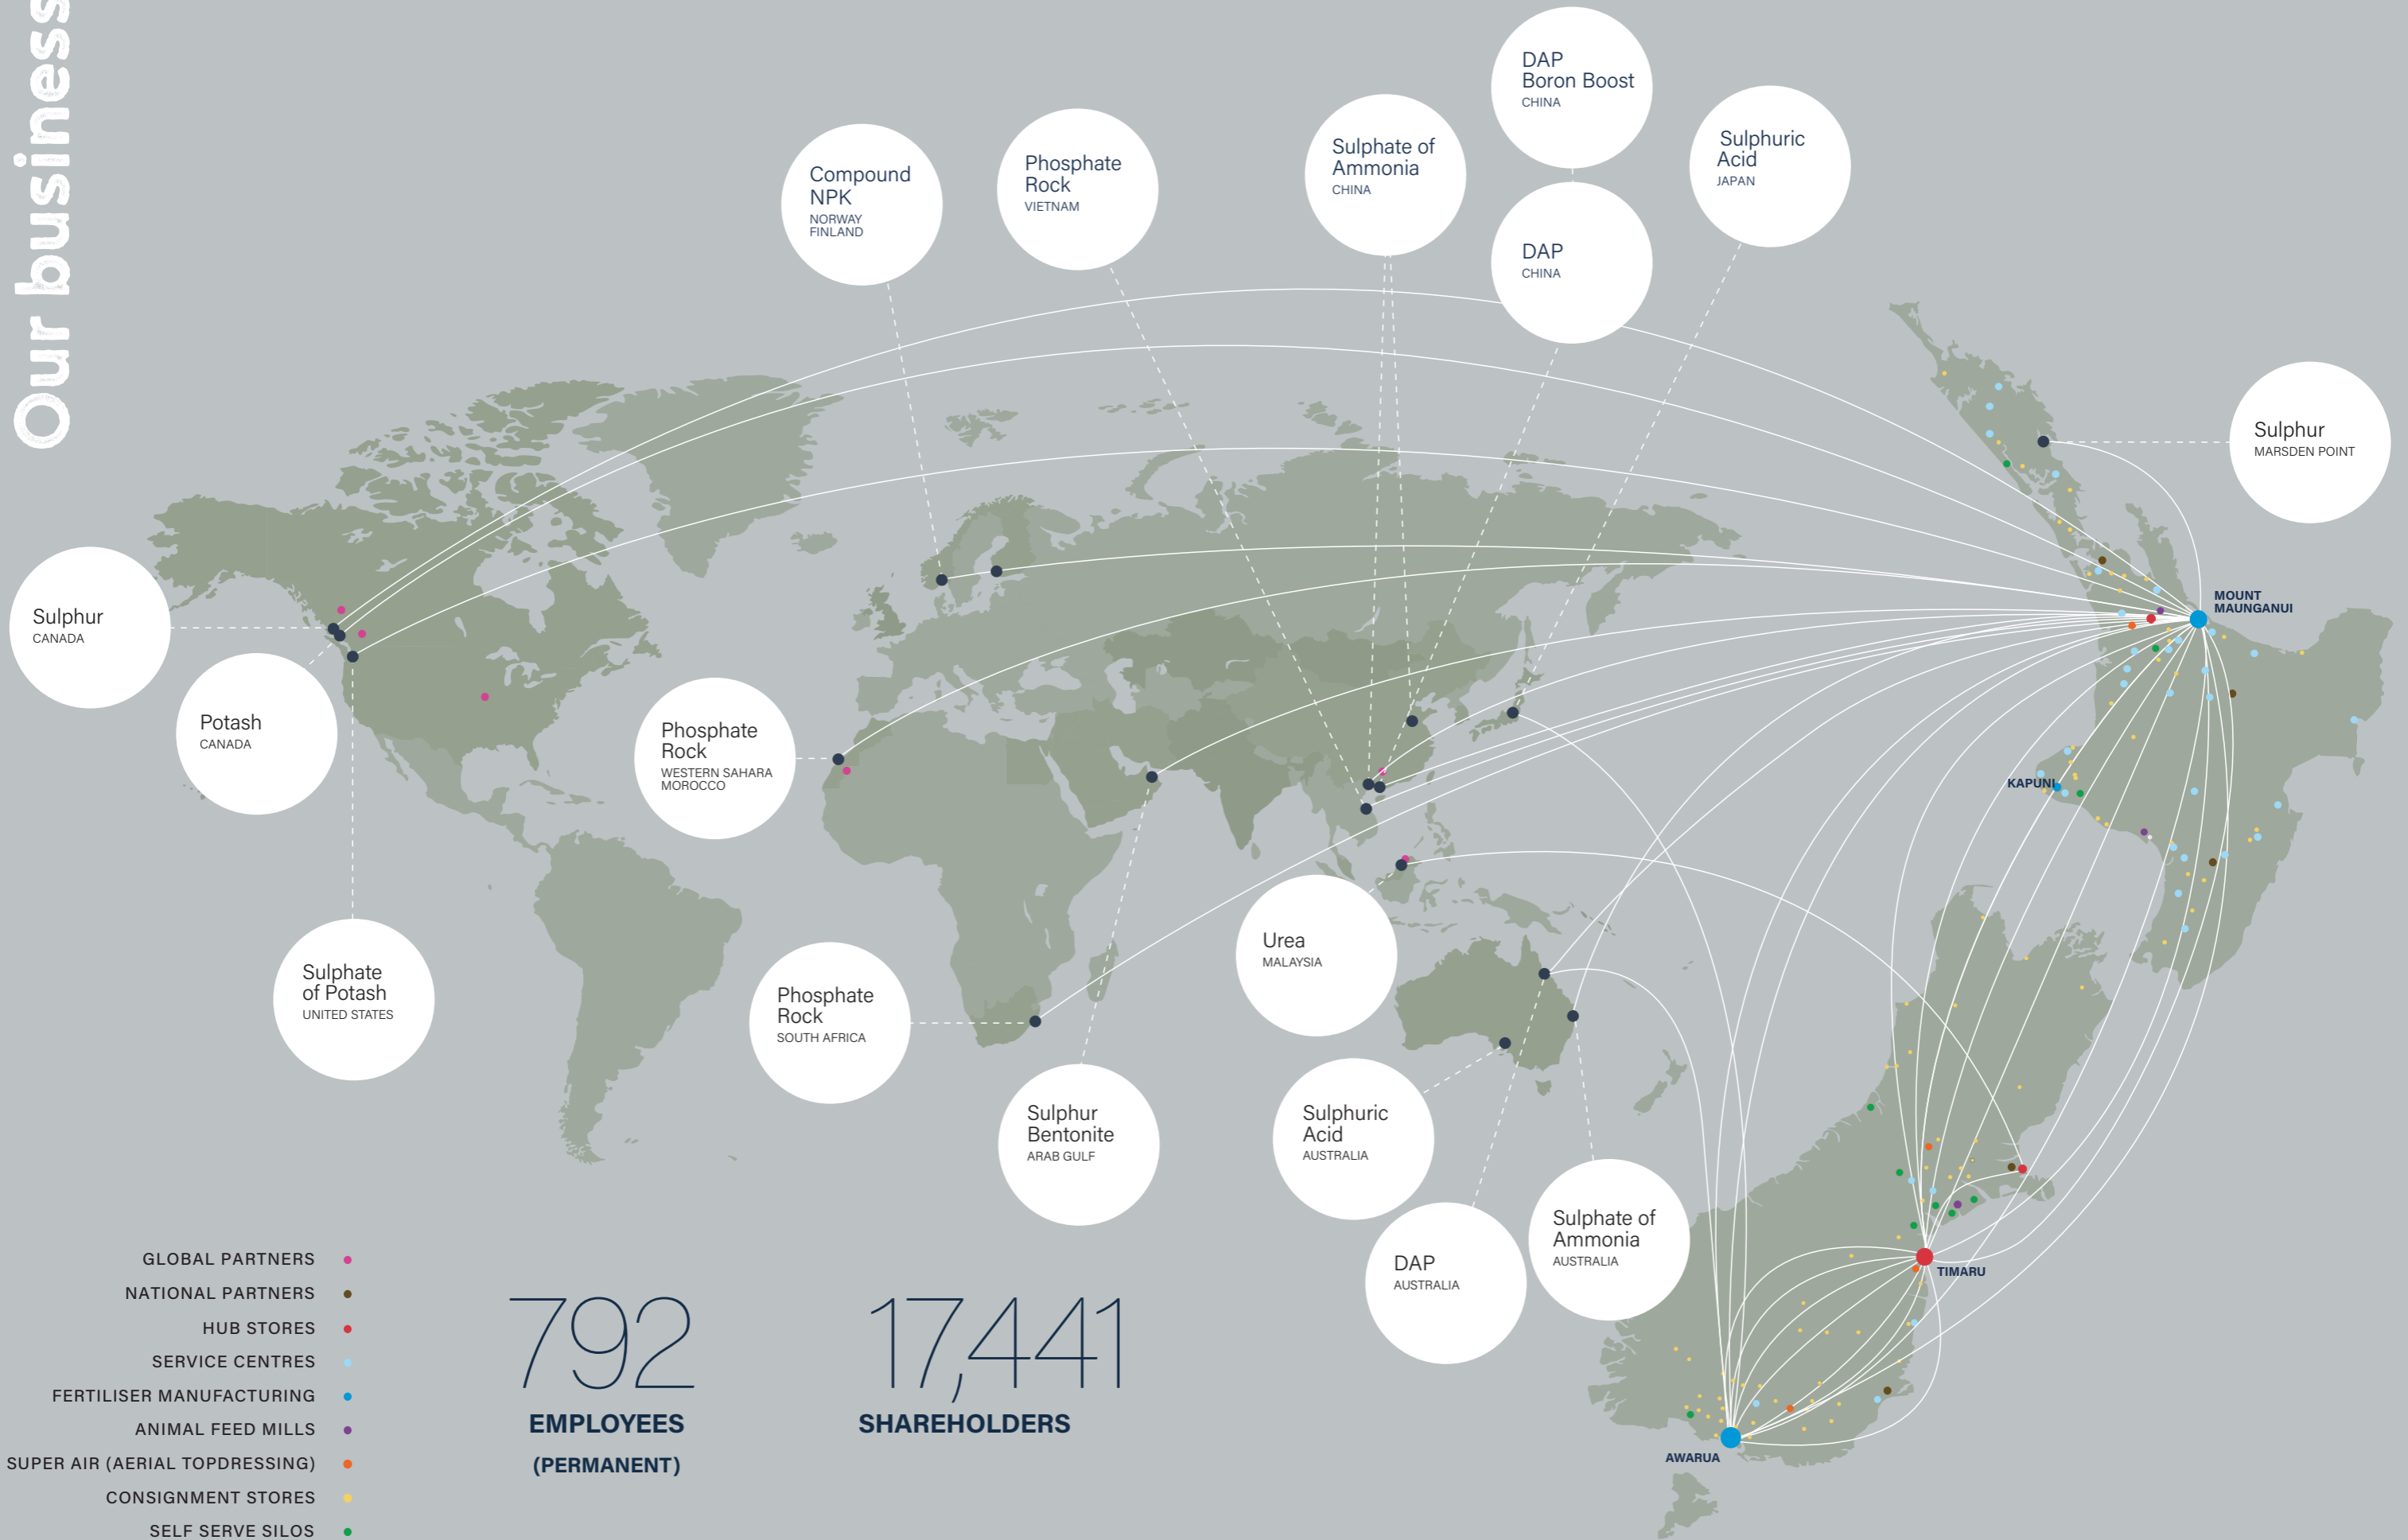 Our business
DAP
Boron Boost
CHINA
Sulphuric
Acid
JAPAN
Sulphate of
Ammonia
CHINA
Phosphate
Rock
VIETNAM
Compound
NPK
NORWAY
FINLAND
DAP
CHINA
Sulphur
MARSDEN POINT
MOUNT
MAUNGANUI
Sulphur
CANADA
Potash
CANADA
Phosphate
Rock
WESTERN SAHARA
MOROCCO
KAPUNI
Sulphate
of Potash
UNITED STATES
Phosphate
Rock
SOUTH AFRICA
Urea
MALAYSIA
Sulphur
Bentonite
ARAB GULF
Sulphuric
Acid
AUSTRALIA
DAP
AUSTRALIA
Sulphate of
Ammonia
AUSTRALIA
TIMARU
AWARUA
GLOBAL PARTNERS
NATIONAL PARTNERS
HUB STORES
SERVICE CENTRES
FERTILISER MANUFACTURING
ANIMAL FEED MILLS
SUPER AIR (AERIAL TOPDRESSING)
CONSIGNMENT STORES
SELF SERVE SILOS
792
EMPLOYEES
(PERMANENT)
17,441
SHAREHOLDERS